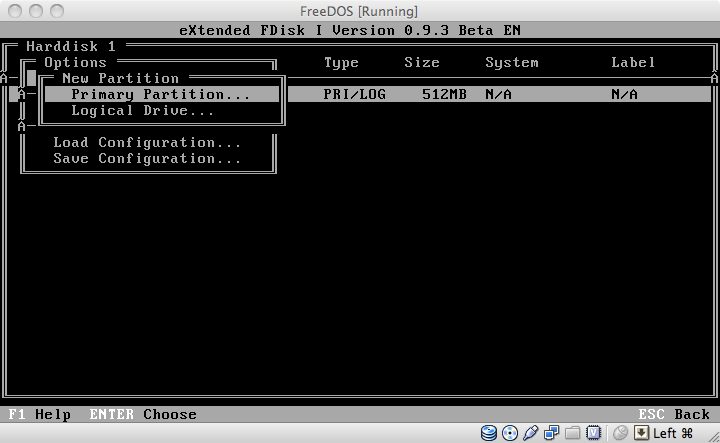 FreeDOS [Running]
eXtended FDisk I Version 0.9.3 Beta EN
Harddisk 1
Options Type Size System Label
New Partition
Primary Partition... PRI/LOG 512MB N/A N/A
Logical Drive...
Load Configuration...
Save Configuration...
F1 Help ENTER Choose ESC Back
Left ⌘